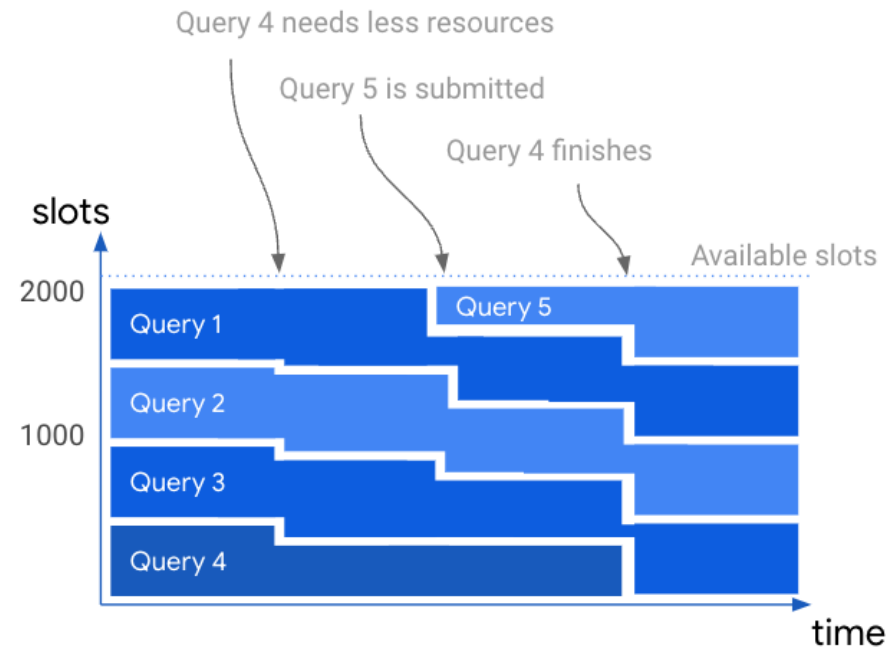 Query 4 needs less resources
Query 5 is submitted
Query 4 finishes
slots
Available slots
2000
Query 5
Query 1
Query 2
1000
Query 3
Query 4
time